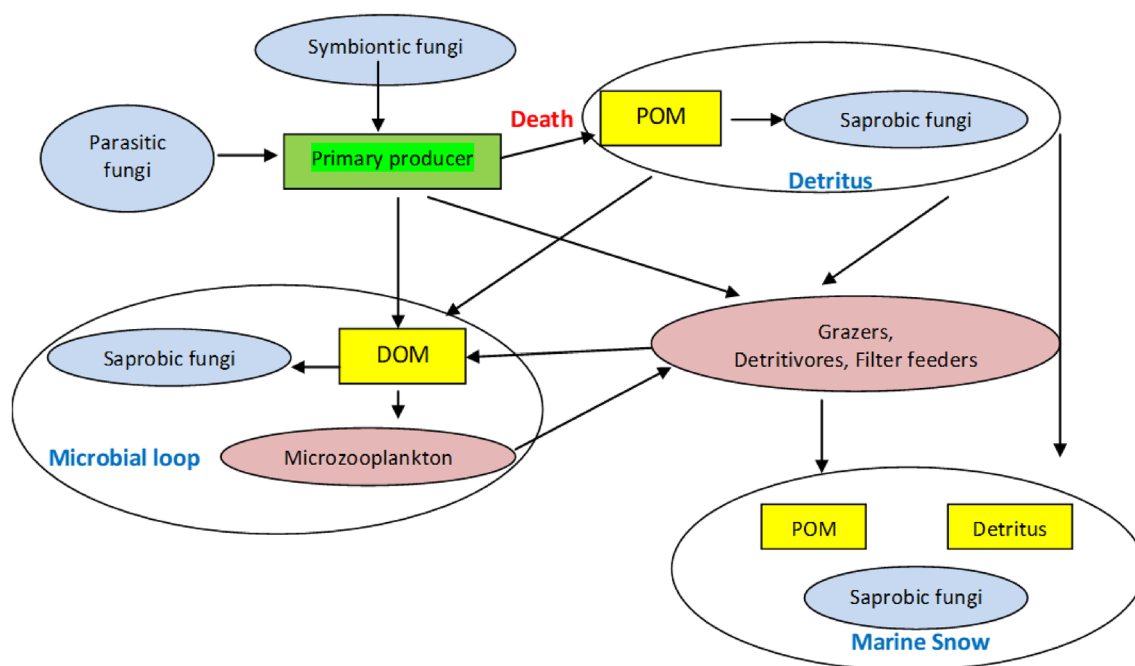 Symbiontic fungi
Parasitic
fungi
Primary producer
Death
POM
Saprobic fungi
Detritus
Saprobic fungi
DOM
Microbial loop
Microzooplankton
Grazers,
Detritivores, Filter feeders
POM
Detritus
Saprobic fungi
Marine Snow